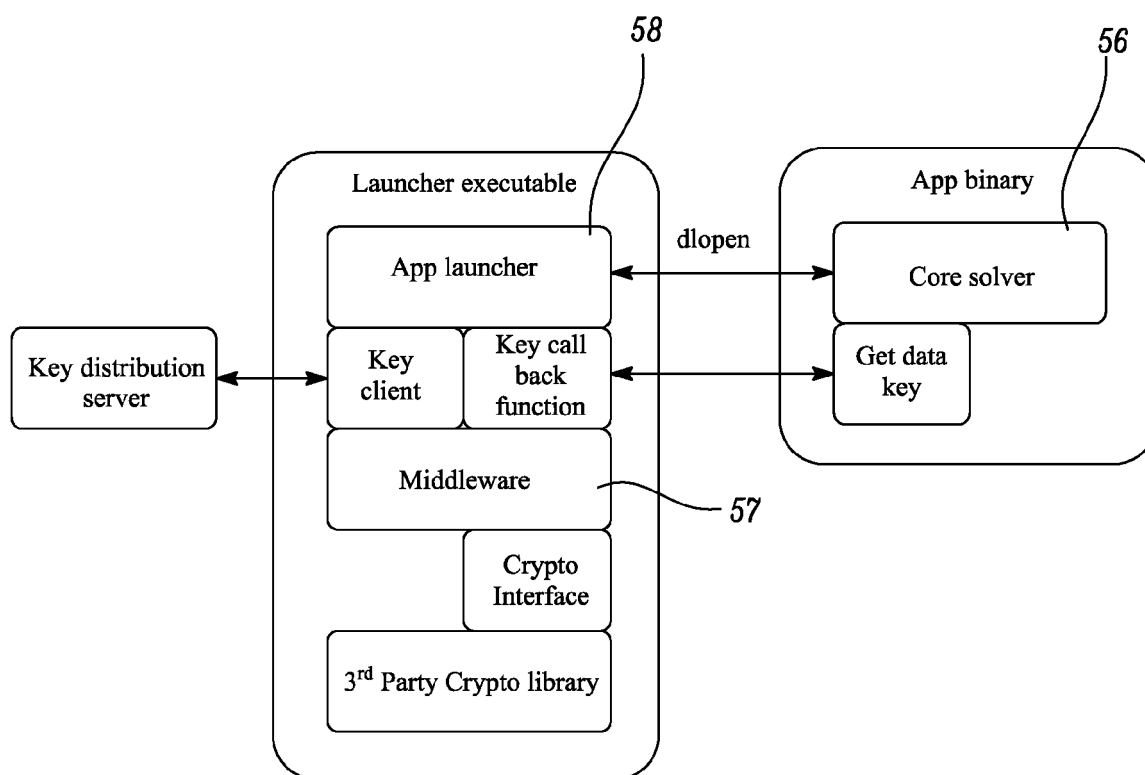 58
56
Launcher executable
App binary
App launcher
dlopen
Core solver
Key distribution
server
Key
client
Key call
back
function
Get data
key
Middleware
57
Crypto
Interface
3rd Party Crypto library